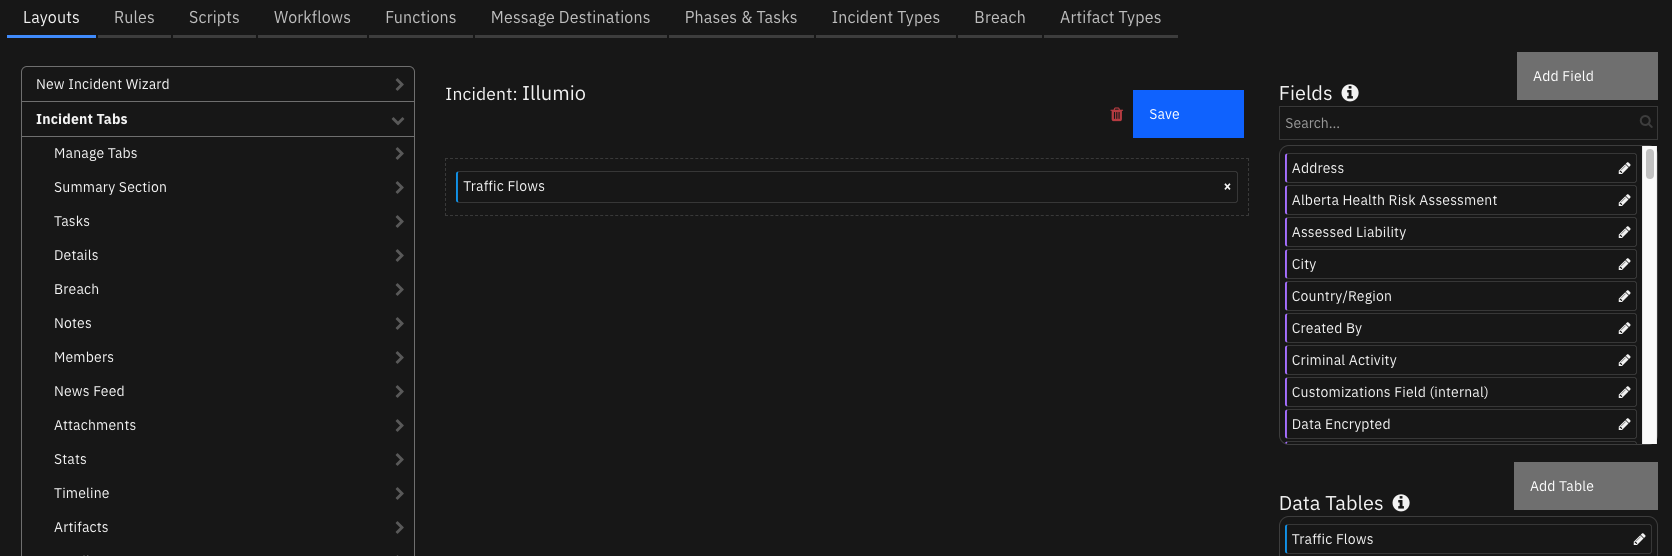 Layouts Rules Scripts Workflows Functions Message Destinations Phases & Tasks Incident Types Breach Artifact Types
New Incident Wizard
Incident Tabs
Manage Tabs
Summary Section
Tasks
Details
Breach
Notes
Members
News Feed
Attachments
Stats
Timeline
Artifacts
Incident: Illumio
Save
Traffic Flows ×
Add Field
Fields
Search...
Address
Alberta Health Risk Assessment
Assessed Liability
City
Country/Region
Created By
Criminal Activity
Customizations Field (internal)
Data Encrypted
Add Table
Data Tables
Traffic Flows